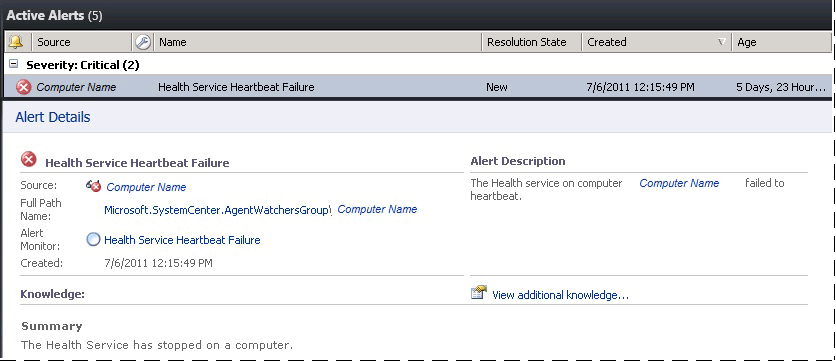 Active Alerts (5)
Source Name Resolution State Created Age
Severity: Critical (2)
Computer Name Health Service Heartbeat Failure New 7/6/2011 12:15:49 PM 5 Days, 23 Hour...
Alert Details
Health Service Heartbeat Failure
Source: Computer Name
Full Path Name: Microsoft.SystemCenter.AgentWatchersGroup\ Computer Name
Alert Monitor: Health Service Heartbeat Failure
Created: 7/6/2011 12:15:49 PM
Alert Description
The Health service on computer Computer Name failed to
heartbeat.
Knowledge:
View additional knowledge...
Summary
The Health Service has stopped on a computer.